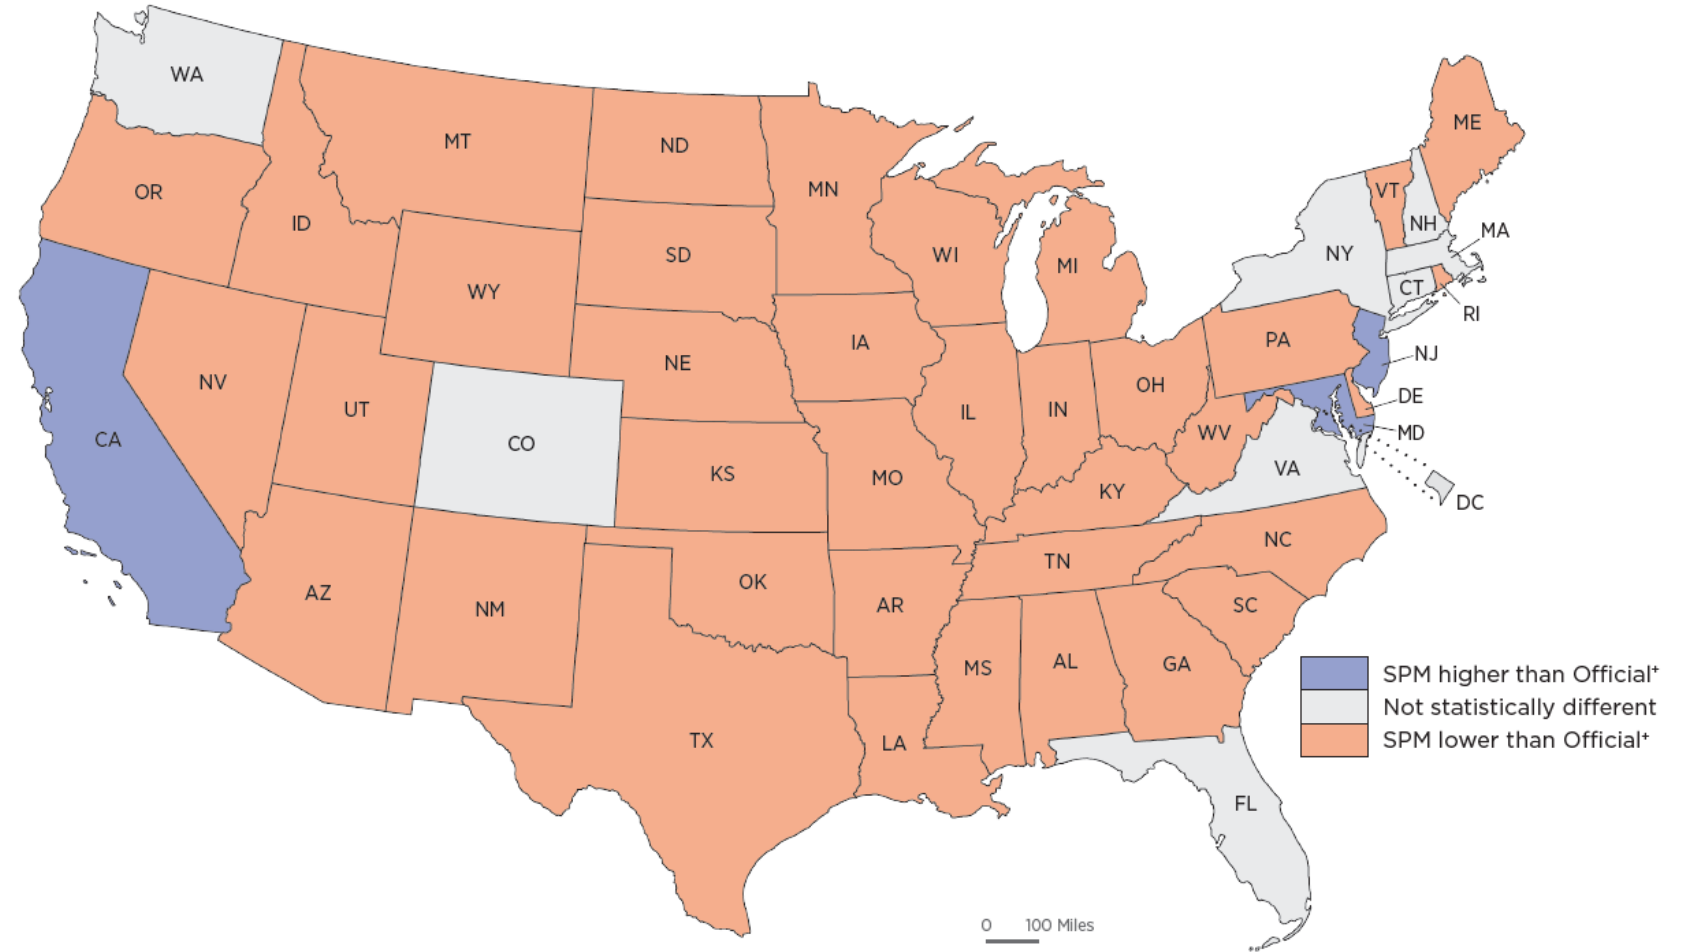 WA
MT
ND
MN
OR
ID
SD
WI
MI
ME
VT
NH
MA
NY
CT
RI
WY
NV
UT
CO
NE
IA
PA
NJ
OH
DE
IL
IN
WV
MD
CA
KS
MO
KY
VA
DC
AZ
NM
OK
AR
TN
NC
SC
MS
AL
GA
TX
LA
FL
SPM higher than Official+
Not statistically different
SPM lower than Official+
0 100 Miles